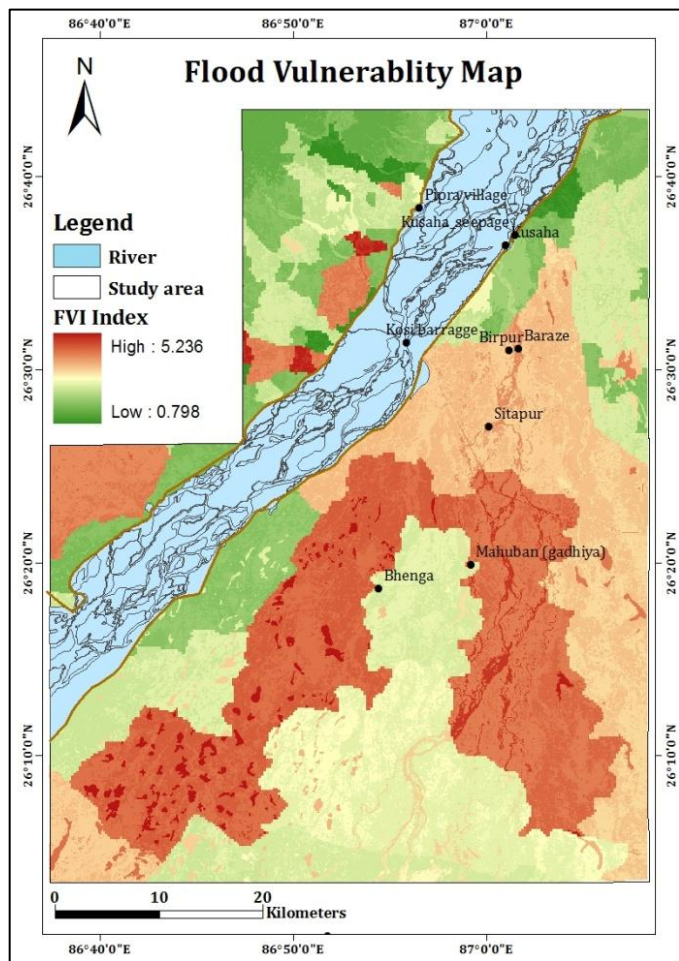 86°40'0"E 86°50'0"E 87°0'0"E
N
Flood Vulnerablity Map
26°40'0"N 26°40'0"N
Piora village
Kusaha_seepage
Kusaha
Legend
River
Study area
FVI Index
High : 5.236
Low : 0.798
Kosi barragge
Birpur Baraze
26°30'0"N 26°30'0"N
Sitapur
26°20'0"N 26°20'0"N
Mahuban (gadhiya)
Bhenga
26°10'0"N 26°10'0"N
0 10 20
Kilometers
86°40'0"E 86°50'0"E 87°0'0"E